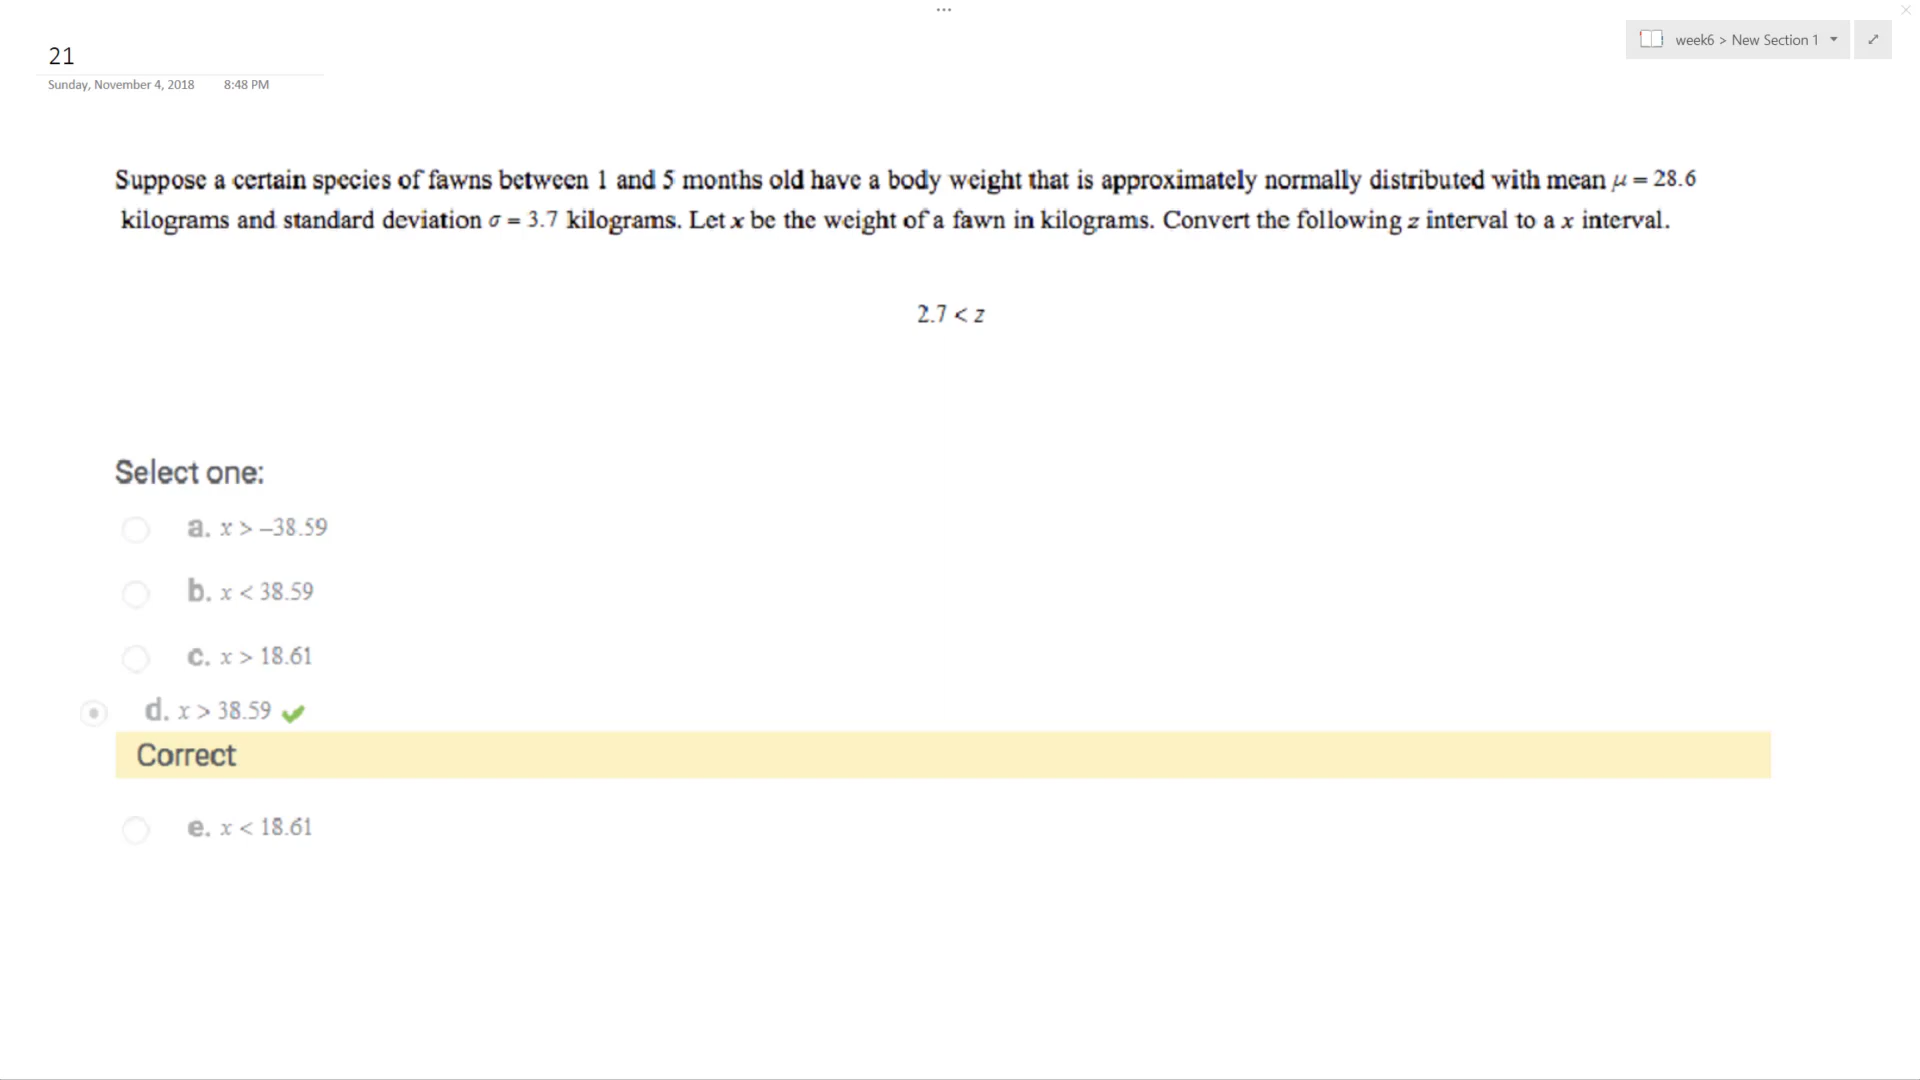 ...
week6 > New Section 1
21
Sunday, November 4, 2018 8:48 PM
Suppose a certain species of fawns between 1 and 5 months old have a body weight that is approximately normally distributed with mean μ = 28.6
kilograms and standard deviation σ = 3.7 kilograms. Let x be the weight of a fawn in kilograms. Convert the following z interval to a x interval.
2.7 < z
Select one:
a. x > –38.59
b. x < 38.59
c. x > 18.61
d. x > 38.59
Correct
e. x < 18.61